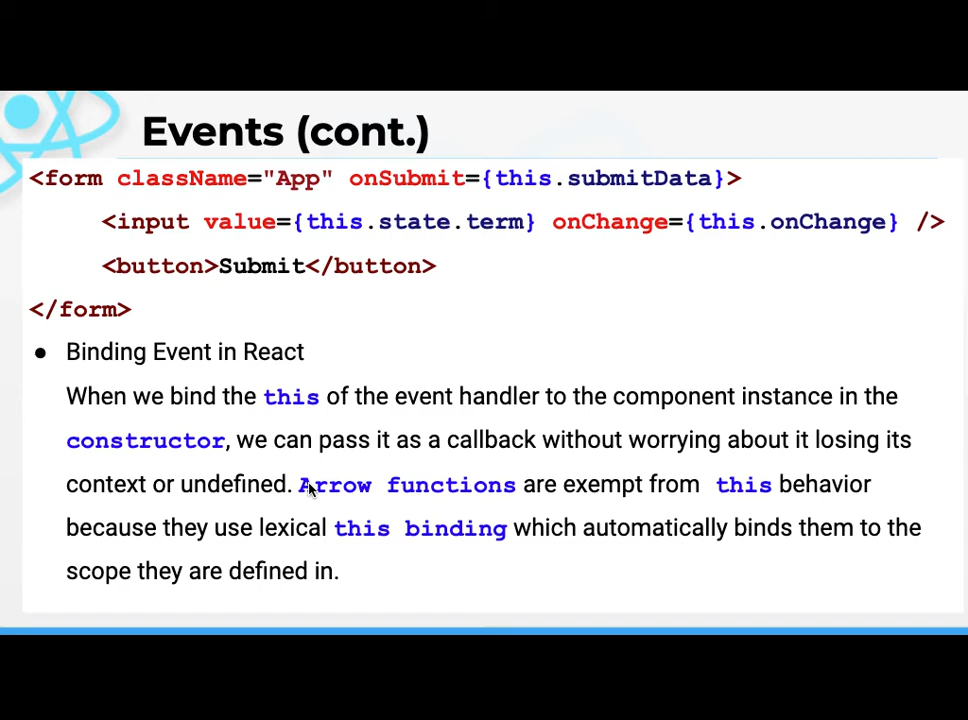 Events (cont.)
<form className="App" onSubmit={this.submitData}>
<input value={this.state.term} onChange={this.onChange} />
<button>Submit</button>
</form>
● Binding Event in React
When we bind the this of the event handler to the component instance in the
constructor, we can pass it as a callback without worrying about it losing its
context or undefined. Arrow functions are exempt from this behavior
because they use lexical this binding which automatically binds them to the
scope they are defined in.